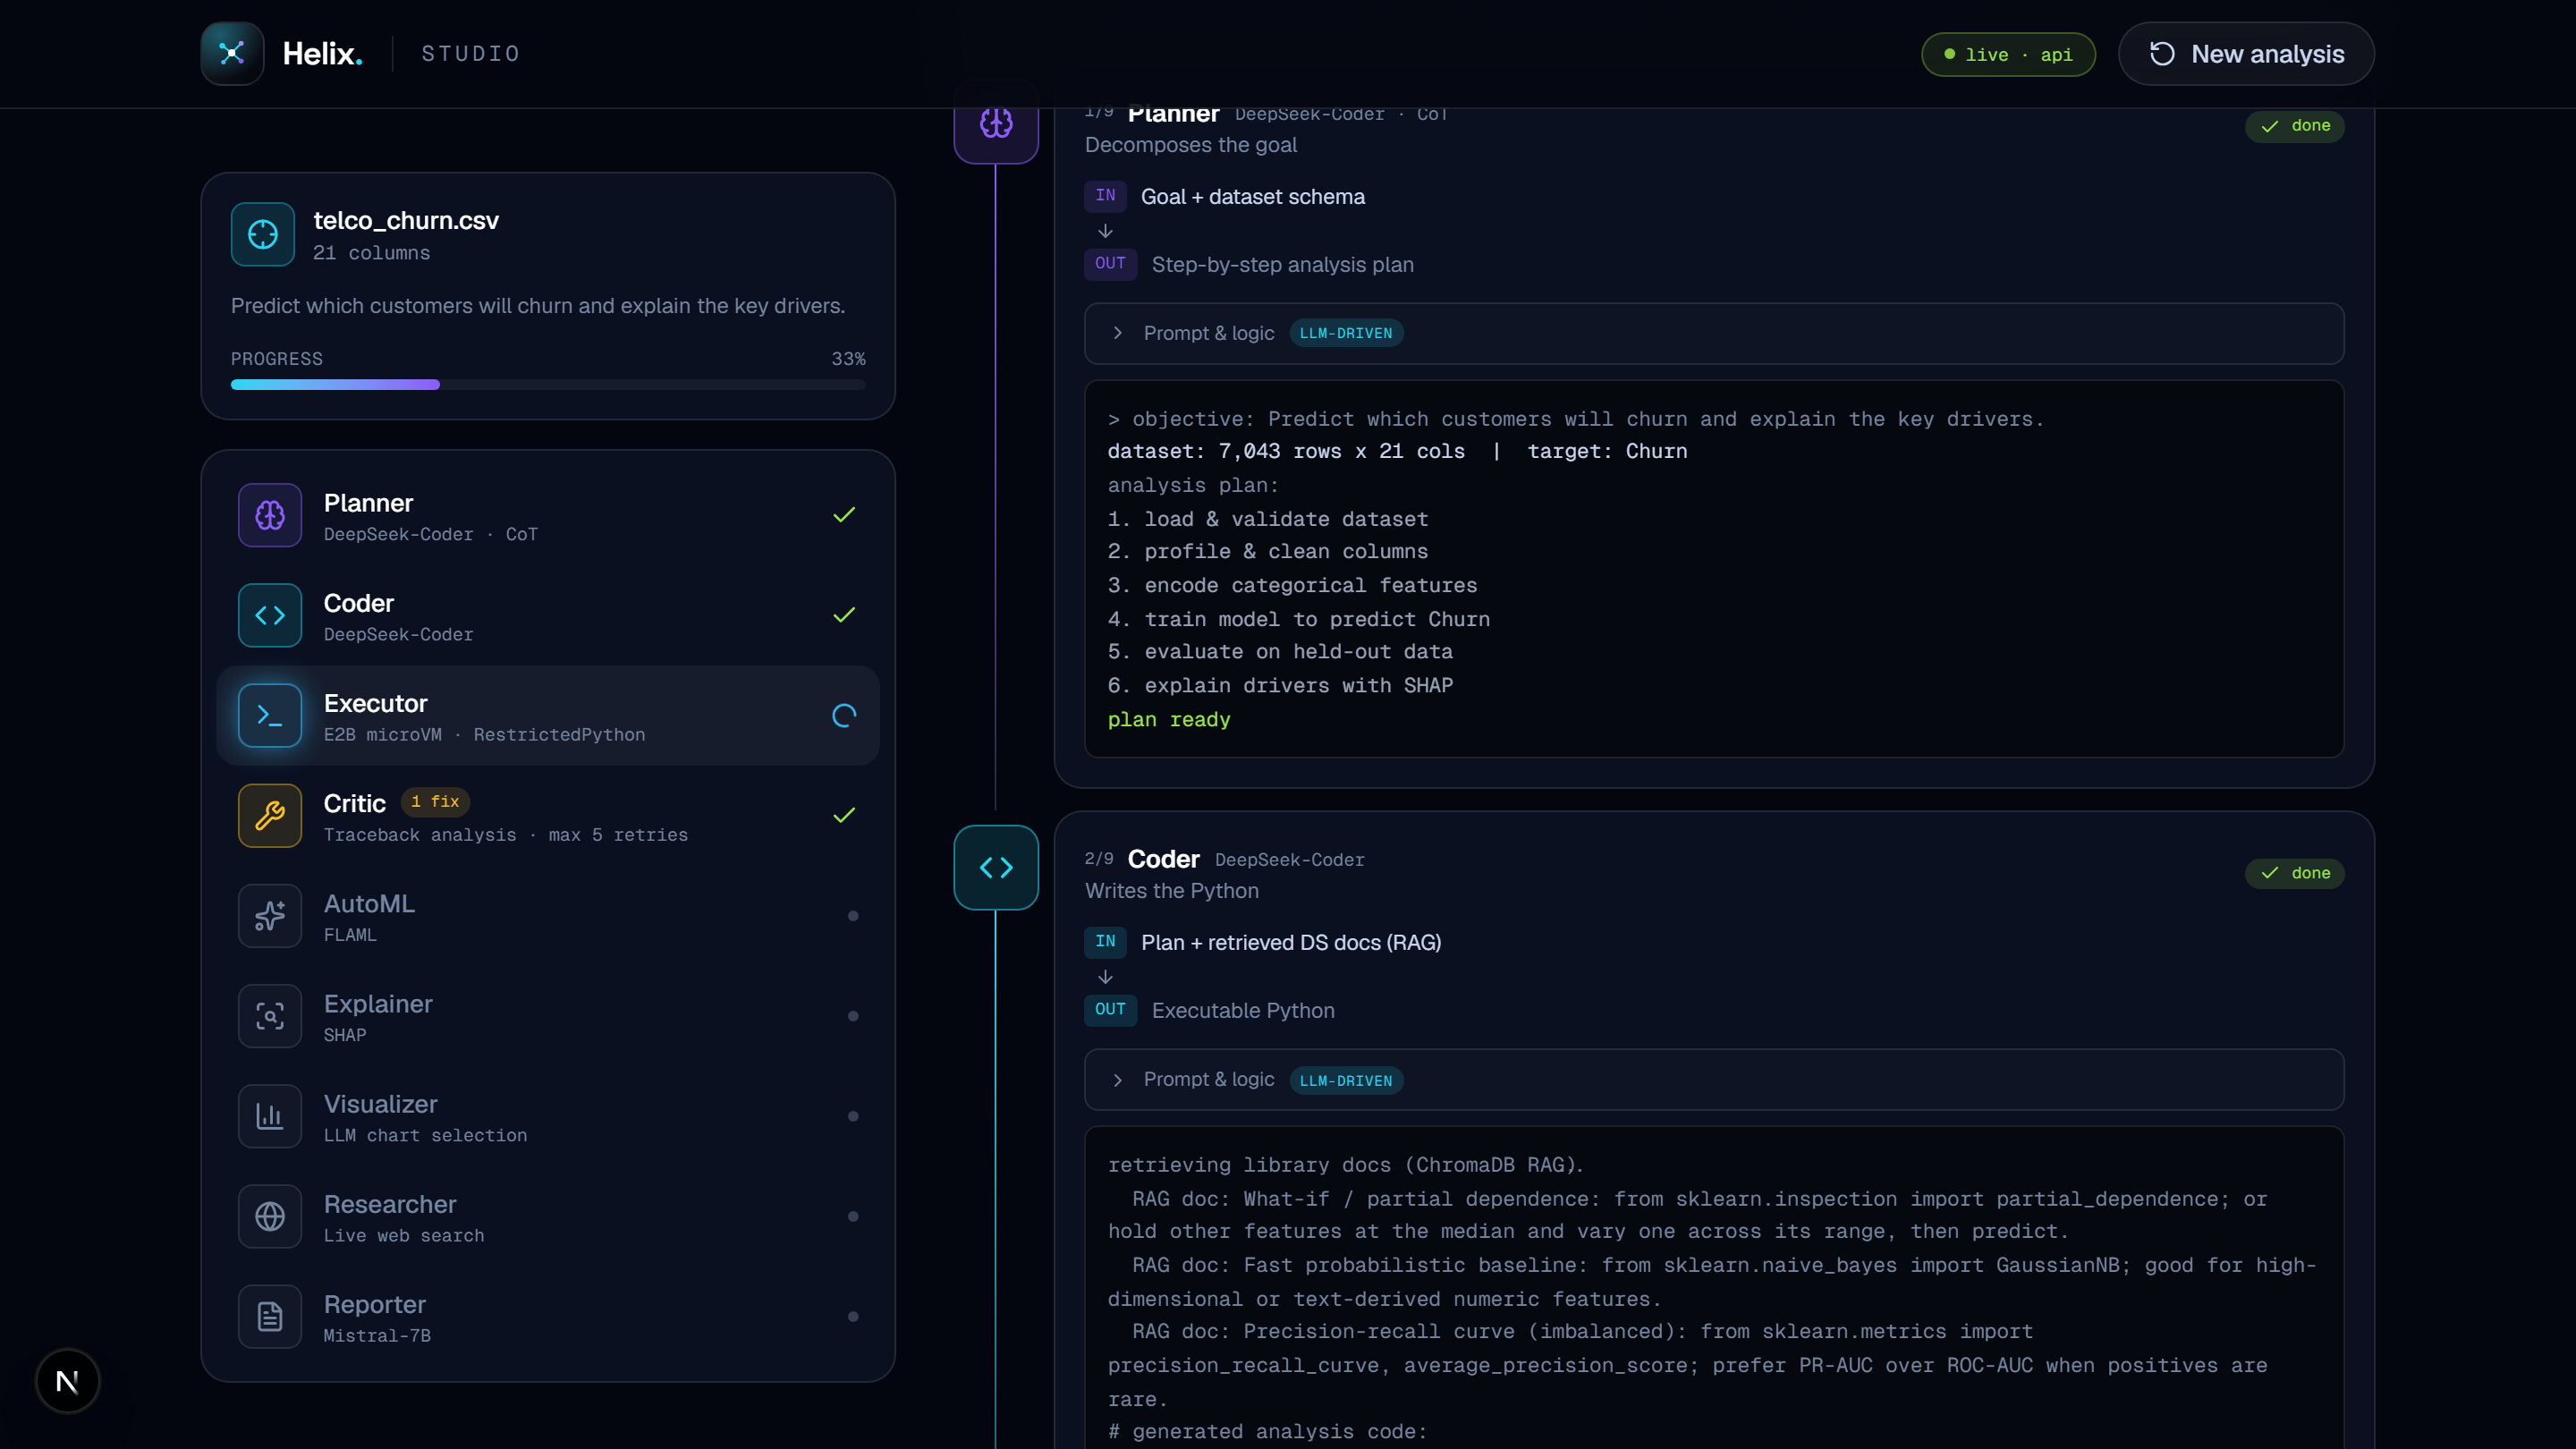 Helix.
STUDIO
live · api
New analysis
telco_churn.csv
21 columns
Predict which customers will churn and explain the key drivers.
PROGRESS 33%
Planner
DeepSeek-Coder · CoT
Coder
DeepSeek-Coder
Executor
E2B microVM · RestrictedPython
Critic 1 fix
Traceback analysis · max 5 retries
AutoML
FLAML
Explainer
SHAP
Visualizer
LLM chart selection
Researcher
Live web search
Reporter
Mistral-7B
N
1/9 Planner DeepSeek-Coder · CoT
done
Decomposes the goal
IN Goal + dataset schema
OUT Step-by-step analysis plan
Prompt & logic LLM-DRIVEN
> objective: Predict which customers will churn and explain the key drivers.
dataset: 7,043 rows x 21 cols | target: Churn
analysis plan:
1. load & validate dataset
2. profile & clean columns
3. encode categorical features
4. train model to predict Churn
5. evaluate on held-out data
6. explain drivers with SHAP
plan ready
2/9 Coder DeepSeek-Coder
done
Writes the Python
IN Plan + retrieved DS docs (RAG)
OUT Executable Python
Prompt & logic LLM-DRIVEN
retrieving library docs (ChromaDB RAG).
RAG doc: What-if / partial dependence: from sklearn.inspection import partial_dependence; or
hold other features at the median and vary one across its range, then predict.
RAG doc: Fast probabilistic baseline: from sklearn.naive_bayes import GaussianNB; good for high-
dimensional or text-derived numeric features.
RAG doc: Precision-recall curve (imbalanced): from sklearn.metrics import
precision_recall_curve, average_precision_score; prefer PR-AUC over ROC-AUC when positives are
rare.
# generated analysis code: